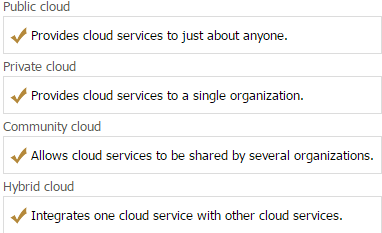 Public cloud
Provides cloud services to just about anyone.
Private cloud
Provides cloud services to a single organization.
Community cloud
Allows cloud services to be shared by several organizations.
Hybrid cloud
Integrates one cloud service with other cloud services.